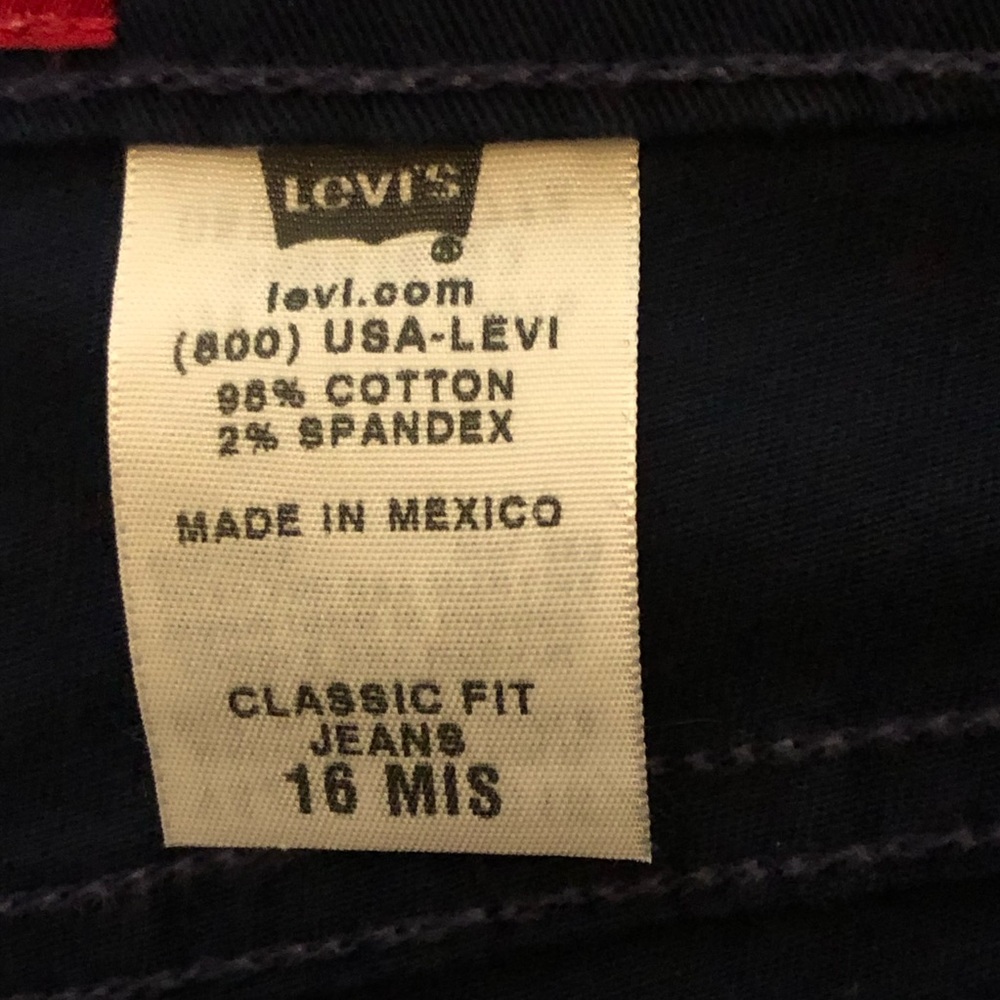 Levi's
®
levi.com
(800) USA-LEVI
98% COTTON
2% SPANDEX
MADE IN MEXICO
CLASSIC FIT
JEANS
16 MIS